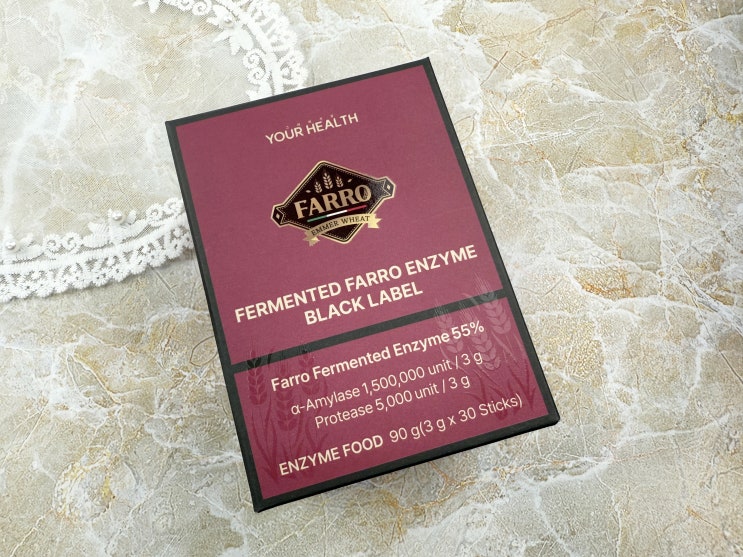 YOUR HEALTH
FARRO
EMMER WHEAT
FERMENTED FARRO ENZYME
BLACK LABEL
Farro Fermented Enzyme 55%
α-Amylase 1,500,000 unit / 3 g
Protease 5,000 unit / 3 g
ENZYME FOOD 90 g(3 g x 30 Sticks)